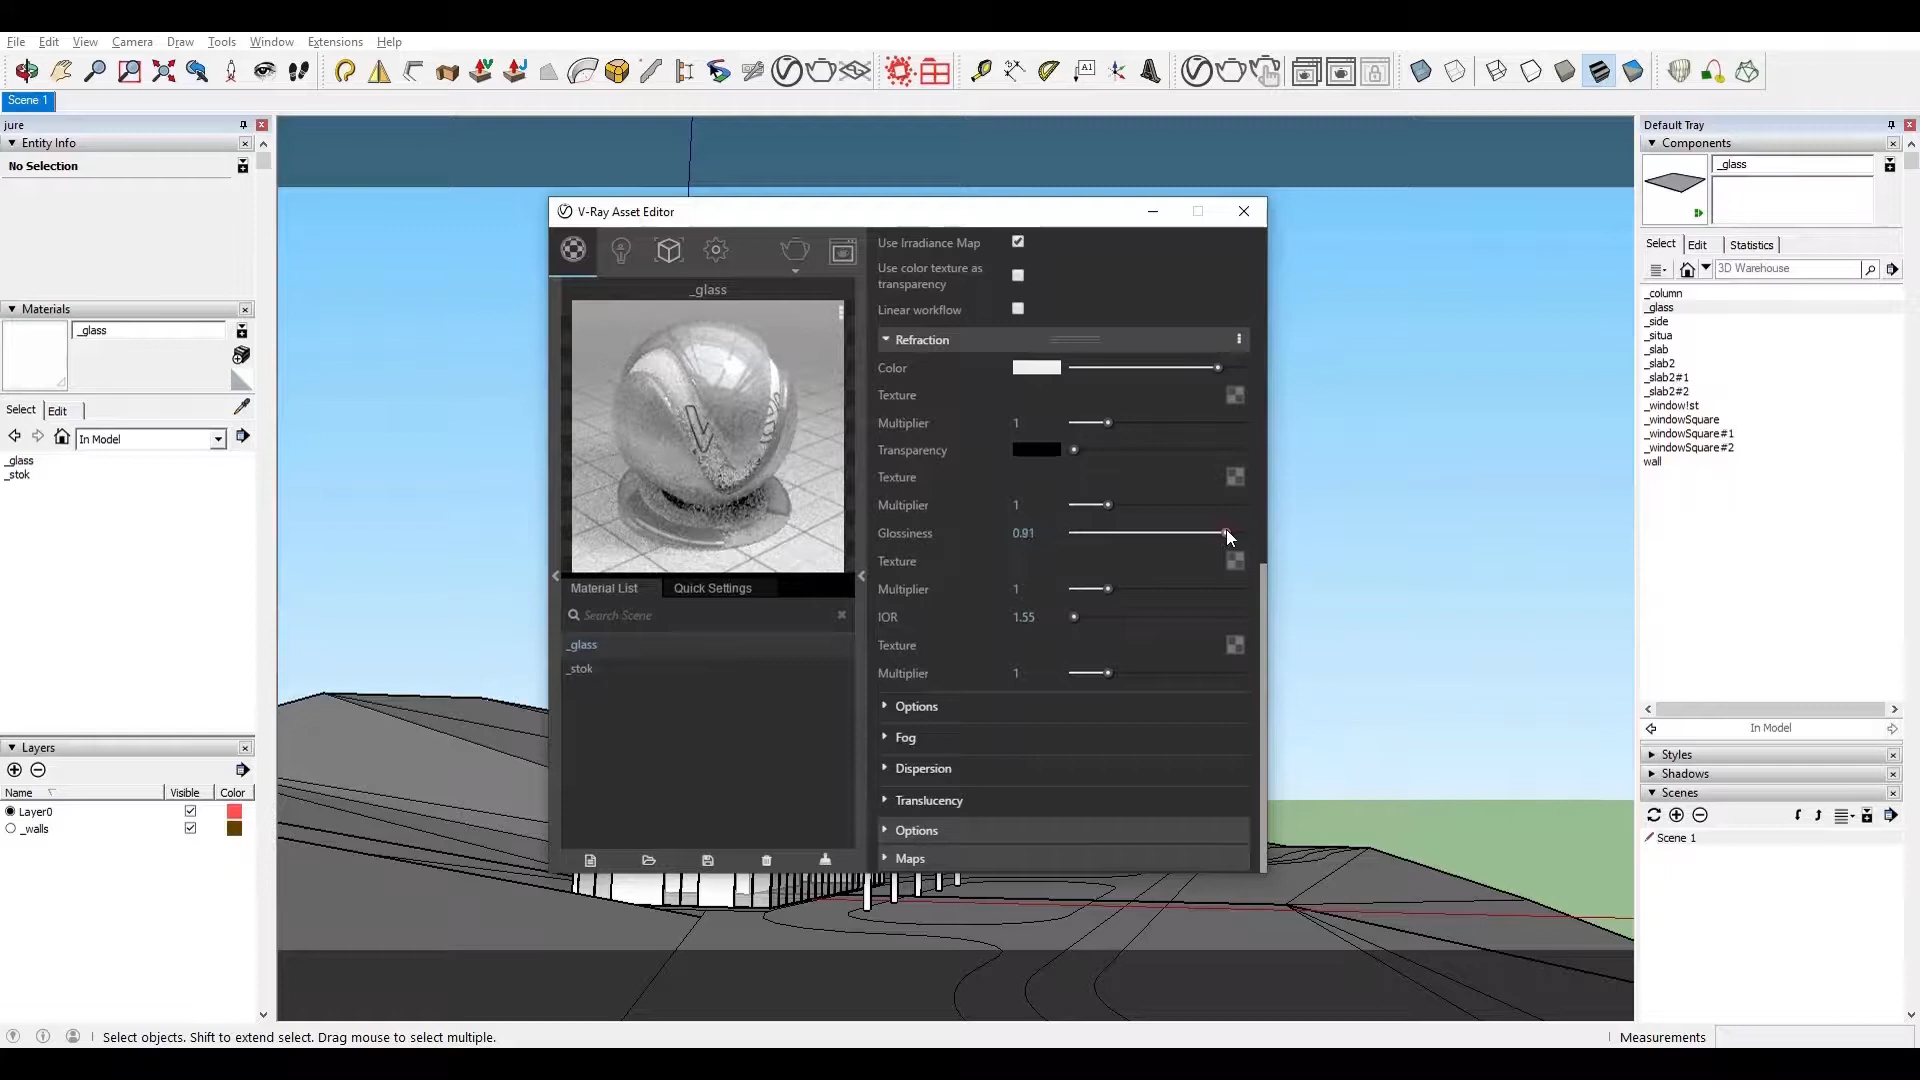 File Edit View Camera Draw Tools Window Extensions Help
A1
Scene 1
jure
Entity Info
No Selection
Materials
_glass
Select Edit
In Model
_glass
_stok
Layers
Name Visible Color
Layer0
_walls
V-Ray Asset Editor
_glass
Material List Quick Settings
Search Scene
_glass
_stok
Use Irradiance Map
Use color texture as
transparency
Linear workflow
Refraction
Color
Texture
Multiplier 1
Transparency
Texture
Multiplier 1
Glossiness 0.91
Texture
Multiplier 1
IOR 1.55
Texture
Multiplier 1
Options
Fog
Dispersion
Translucency
Options
Maps
Default Tray
Components
_glass
Select Edit Statistics
3D Warehouse
_column
_glass
_side
_situa
_slab
_slab2
_slab2#1
_slab2#2
_window!st
_windowSquare
_windowSquare#1
_windowSquare#2
wall
In Model
Styles
Shadows
Scenes
Scene 1
Select objects. Shift to extend select. Drag mouse to select multiple.
Measurements